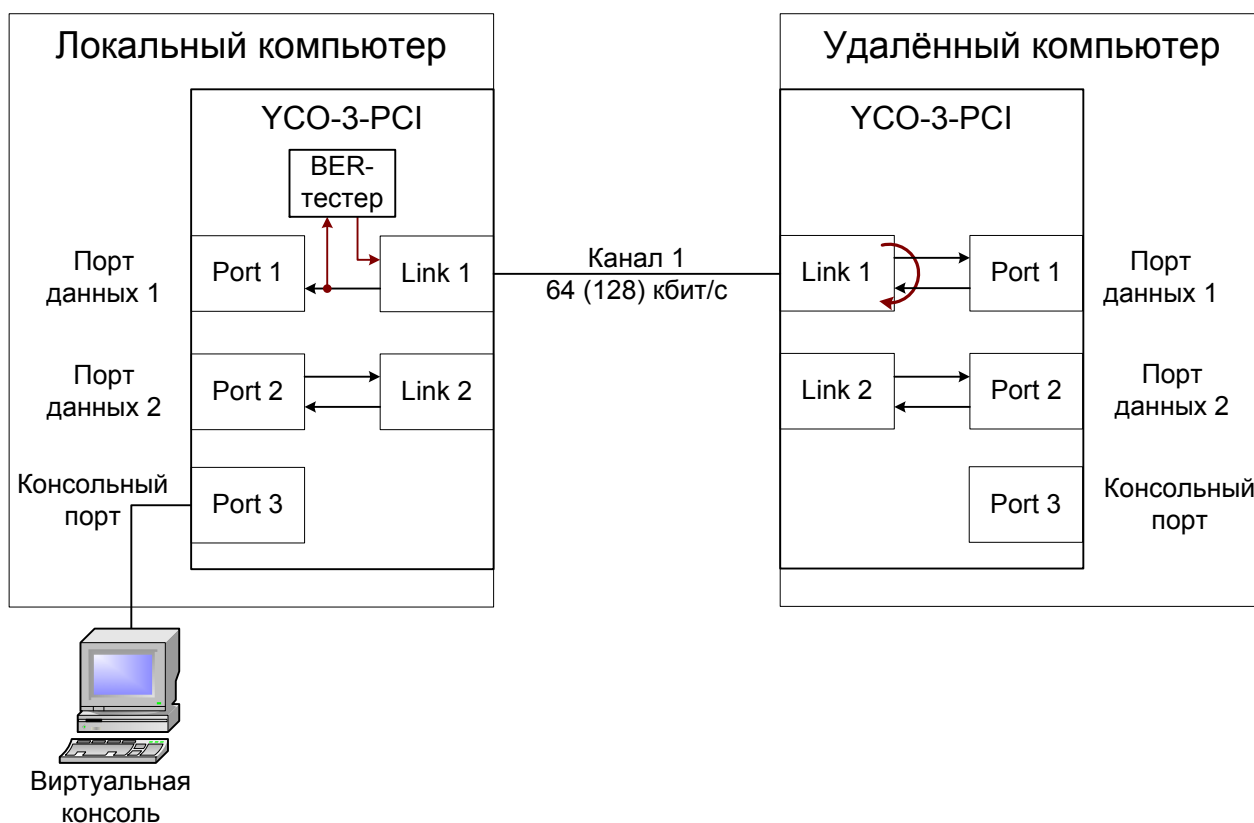 Локальный компьютер
YCO-3-PCI
BER-
тестер
Порт
данных 1
Port 1
Link 1
Порт
данных 2
Port 2
Link 2
Консольный
порт
Port 3
Виртуальная
консоль
Канал 1
64 (128) кбит/с
Удалённый компьютер
YCO-3-PCI
Link 1
Port 1
Порт
данных 1
Link 2
Port 2
Порт
данных 2
Port 3
Консольный
порт